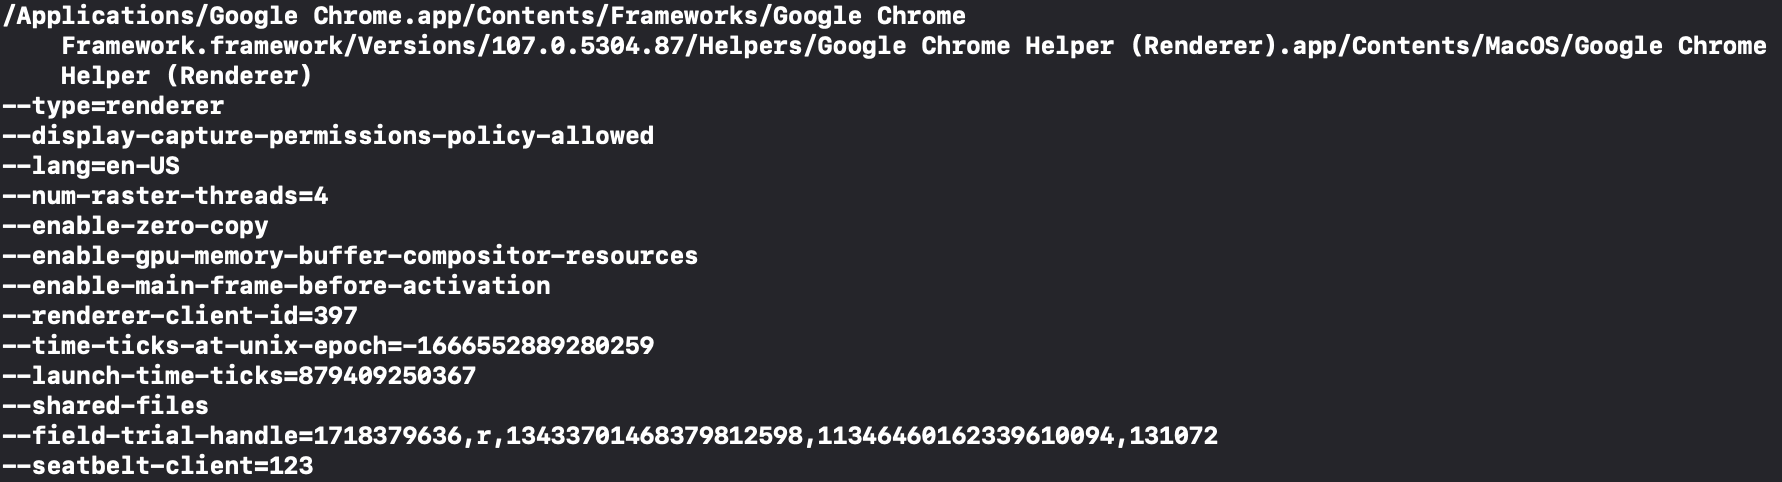 /Applications/Google Chrome.app/Contents/Frameworks/Google Chrome
Framework.framework/Versions/107.0.5304.87/Helpers/Google Chrome Helper (Renderer).app/Contents/MacOS/Google Chrome
Helper (Renderer)
--type=renderer
--display-capture-permissions-policy-allowed
--lang=en-US
--num-raster-threads=4
--enable-zero-copy
--enable-gpu-memory-buffer-compositor-resources
--enable-main-frame-before-activation
--renderer-client-id=397
--time-ticks-at-unix-epoch=-1666552889280259
--launch-time-ticks=879409250367
--shared-files
--field-trial-handle=1718379636,r,13433701468379812598,11346460162339610094,131072
--seatbelt-client=123